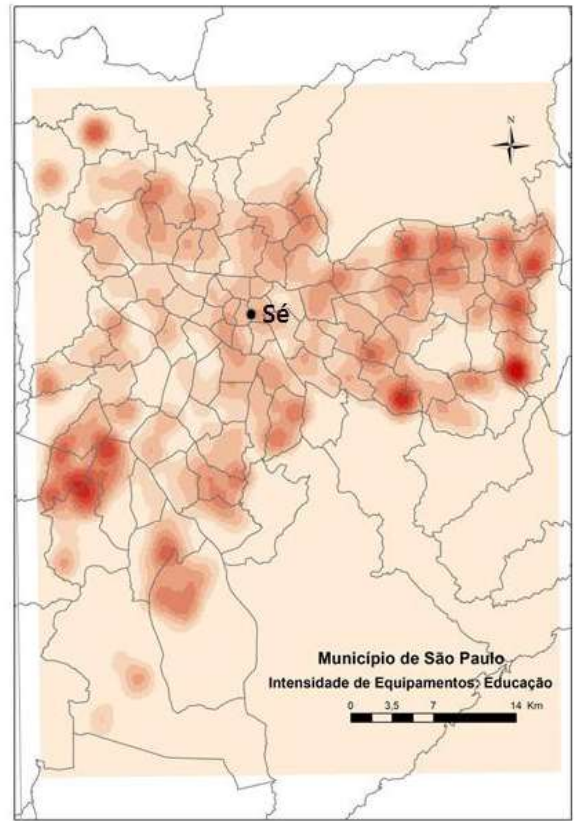 N
Sé
Município de São Paulo
Intensidade de Equipamentos: Educação
0 3,5 7 14 Km